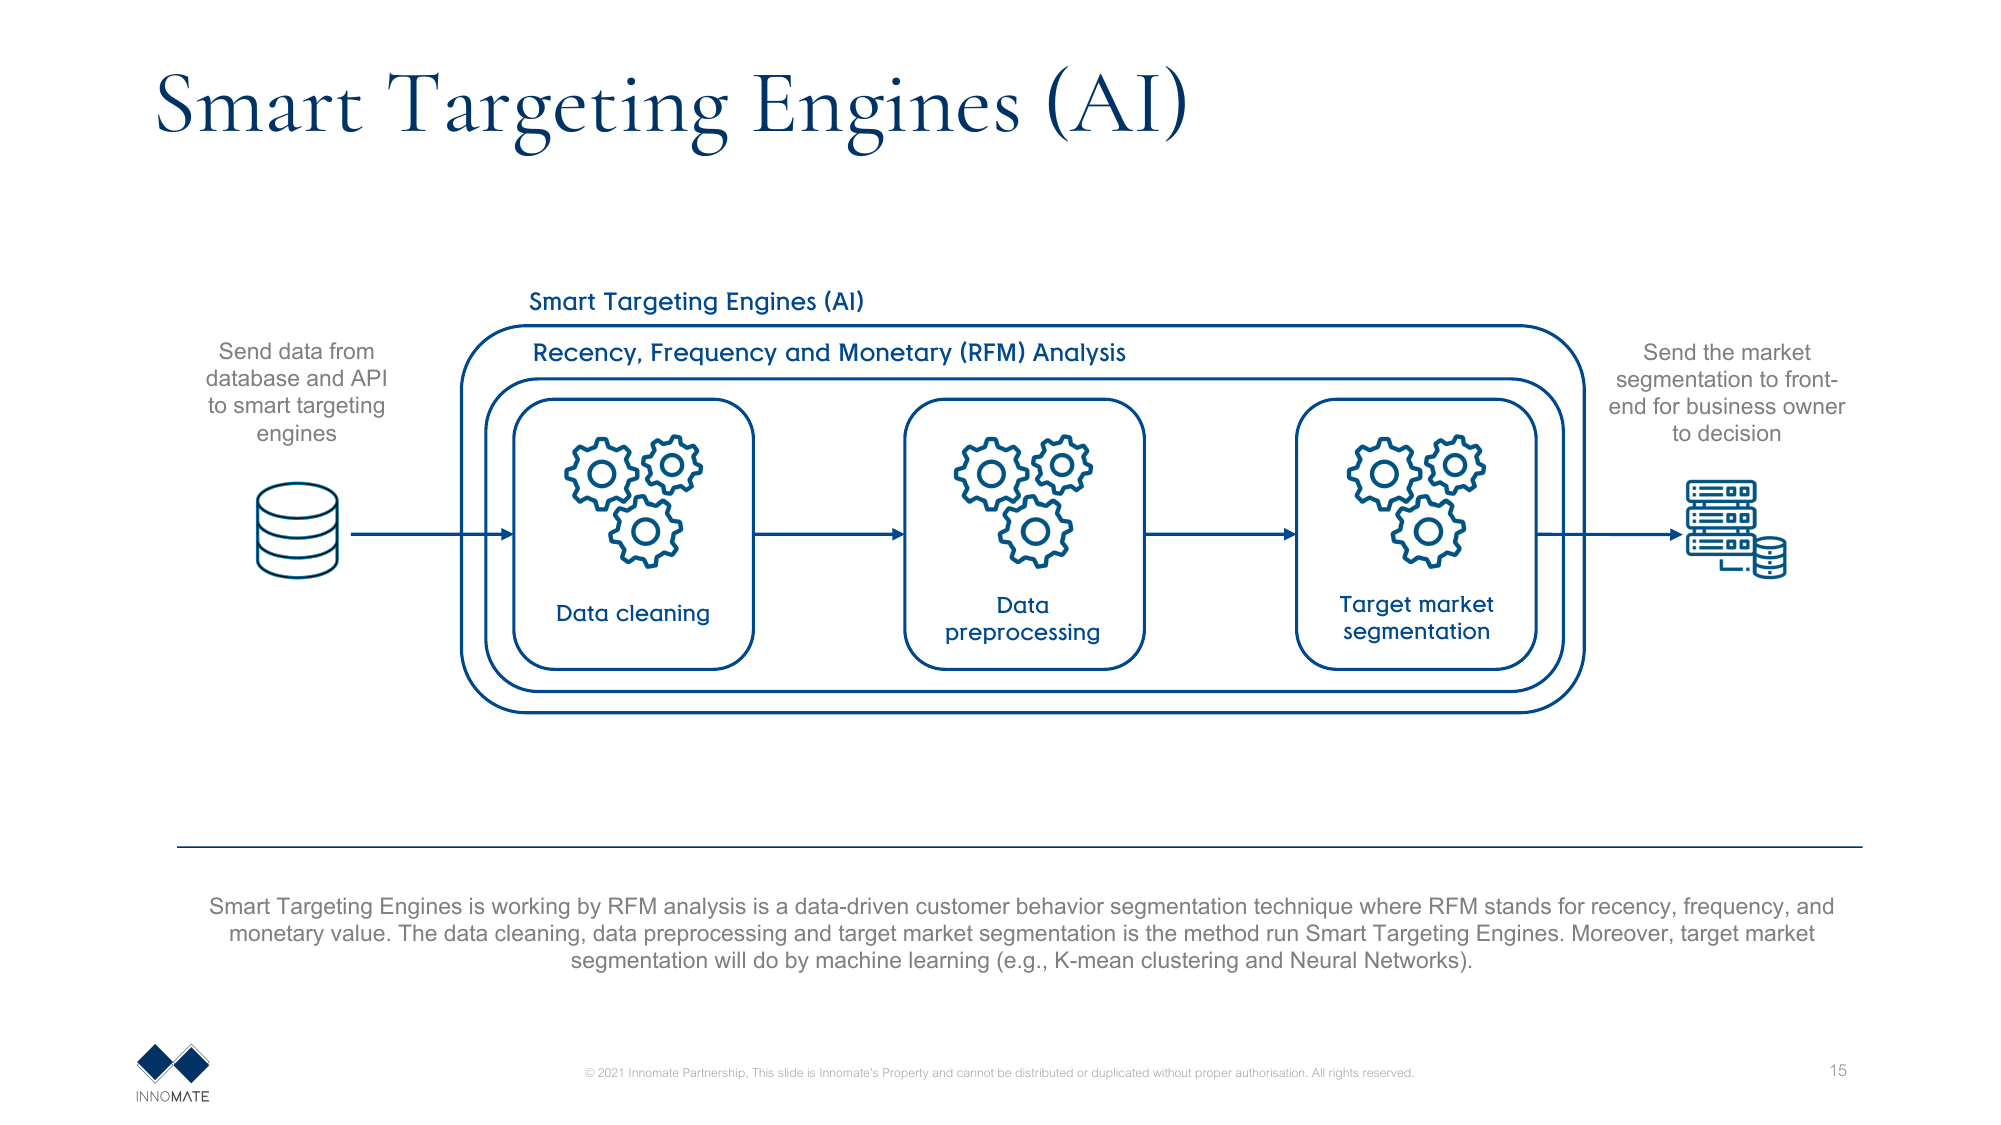 Smart Targeting Engines (AI)
Smart Targeting Engines (AI)
Recency, Frequency and Monetary (RFM) Analysis
Send data from
database and API
to smart targeting
engines
Data cleaning
Data
preprocessing
Target market
segmentation
Send the market
segmentation to front-
end for business owner
to decision
Smart Targeting Engines is working by RFM analysis is a data-driven customer behavior segmentation technique where RFM stands for recency, frequency, and
monetary value. The data cleaning, data preprocessing and target market segmentation is the method run Smart Targeting Engines. Moreover, target market
segmentation will do by machine learning (e.g., K-mean clustering and Neural Networks).
INNOMATE
© 2021 Innomate Partnership, This slide is Innomate's Property and cannot be distributed or duplicated without proper authorisation. All rights reserved.
15